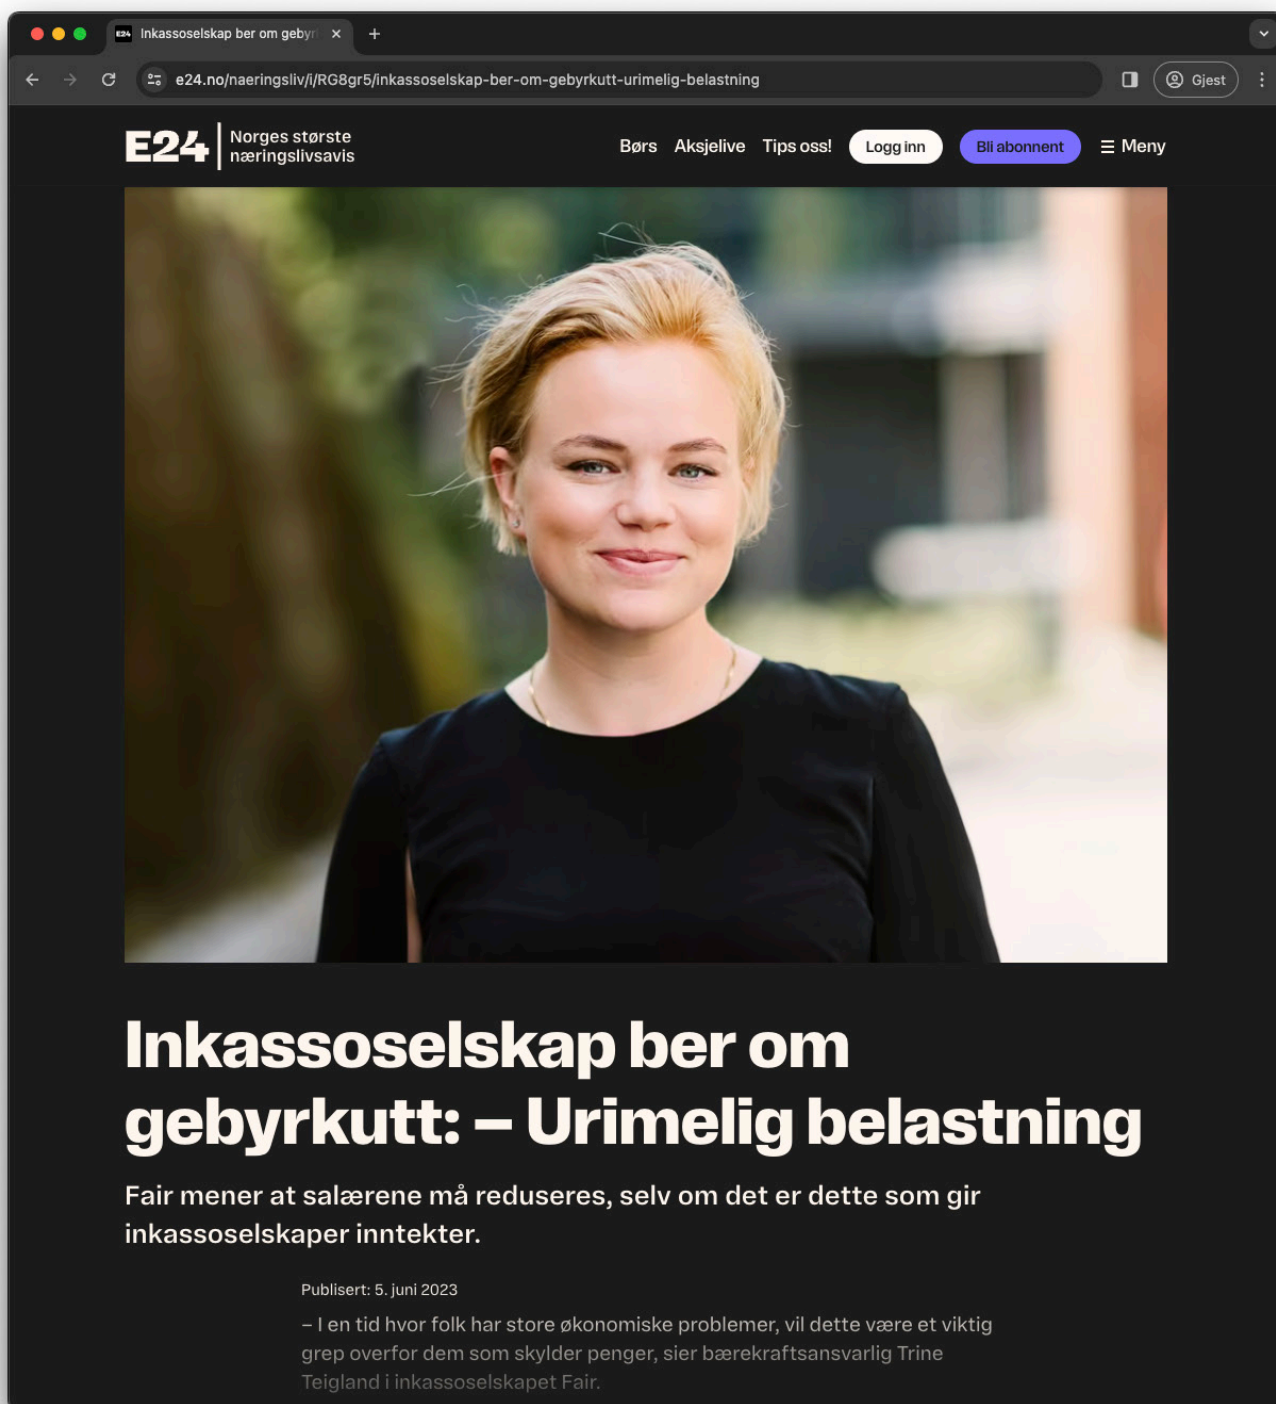 Inkassoselskap ber om gebyr
e24.no/naeringsliv/i/RG8gr5/inkassoselskap-ber-om-gebyrkutt-urimelig-belastning
Gjest
E24
Norges største
næringslivsavis
Børs Aksjelive Tips oss! Logg inn Bli abonnent Meny
Inkassoselskap ber om
gebyrkutt: – Urimelig belastning
Fair mener at salærene må reduseres, selv om det er dette som gir
inkassoselskaper inntekter.
Publisert: 5. juni 2023
– I en tid hvor folk har store økonomiske problemer, vil dette være et viktig
grep overfor dem som skylder penger, sier bærekraftsansvarlig Trine
Teigland i inkassoselskapet Fair.